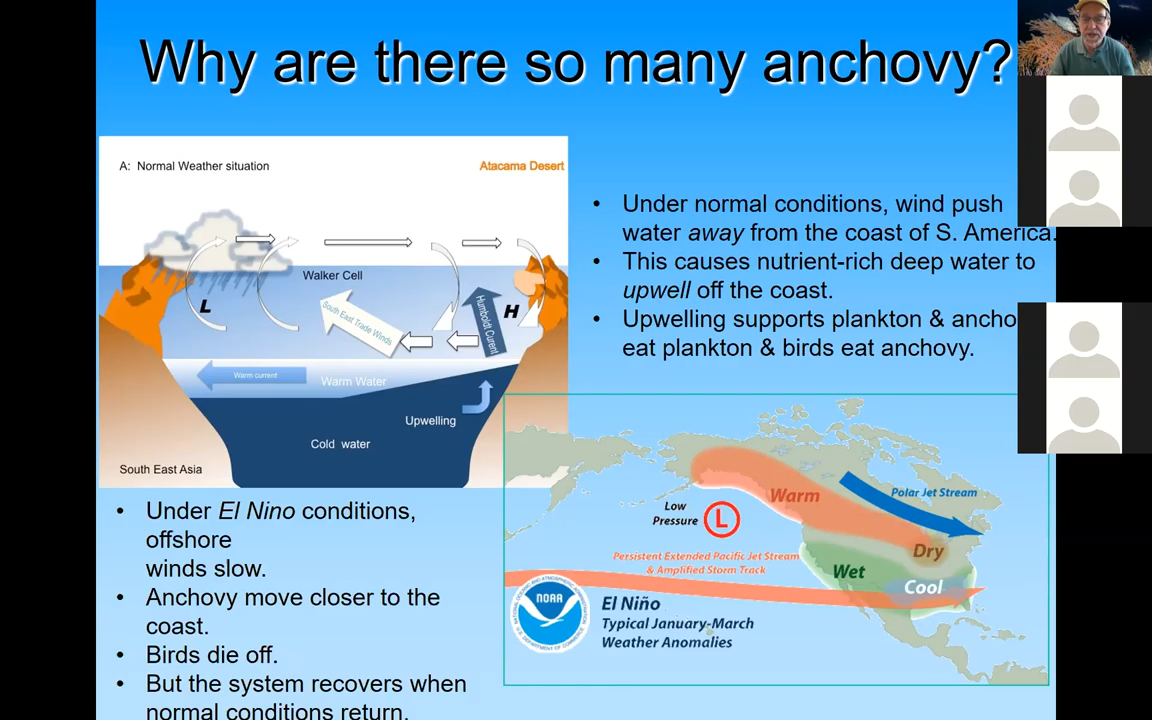 Why are there so many anchovy?
A: Normal Weather situation
Atacama Desert
Walker Cell
L
South East Trade Winds
Humboldt Curent
H
Warm current
Warm Water
Upwelling
Cold water
South East Asia
• Under normal conditions, wind push
water away from the coast of S. America.
• This causes nutrient-rich deep water to
upwell off the coast.
• Upwelling supports plankton & ancho
eat plankton & birds eat anchovy.
• Under El Nino conditions,
offshore
winds slow.
• Anchovy move closer to the
coast.
• Birds die off.
• But the system recovers when
normal conditions return.
Warm
Polar Jet Stream
Low
Pressure
L
Dry
Persistent Extended Pacific Jet Stream
& Amplified Storm Track
Wet
Cool
NOAA
El Niño
Typical January-March
Weather Anomalies